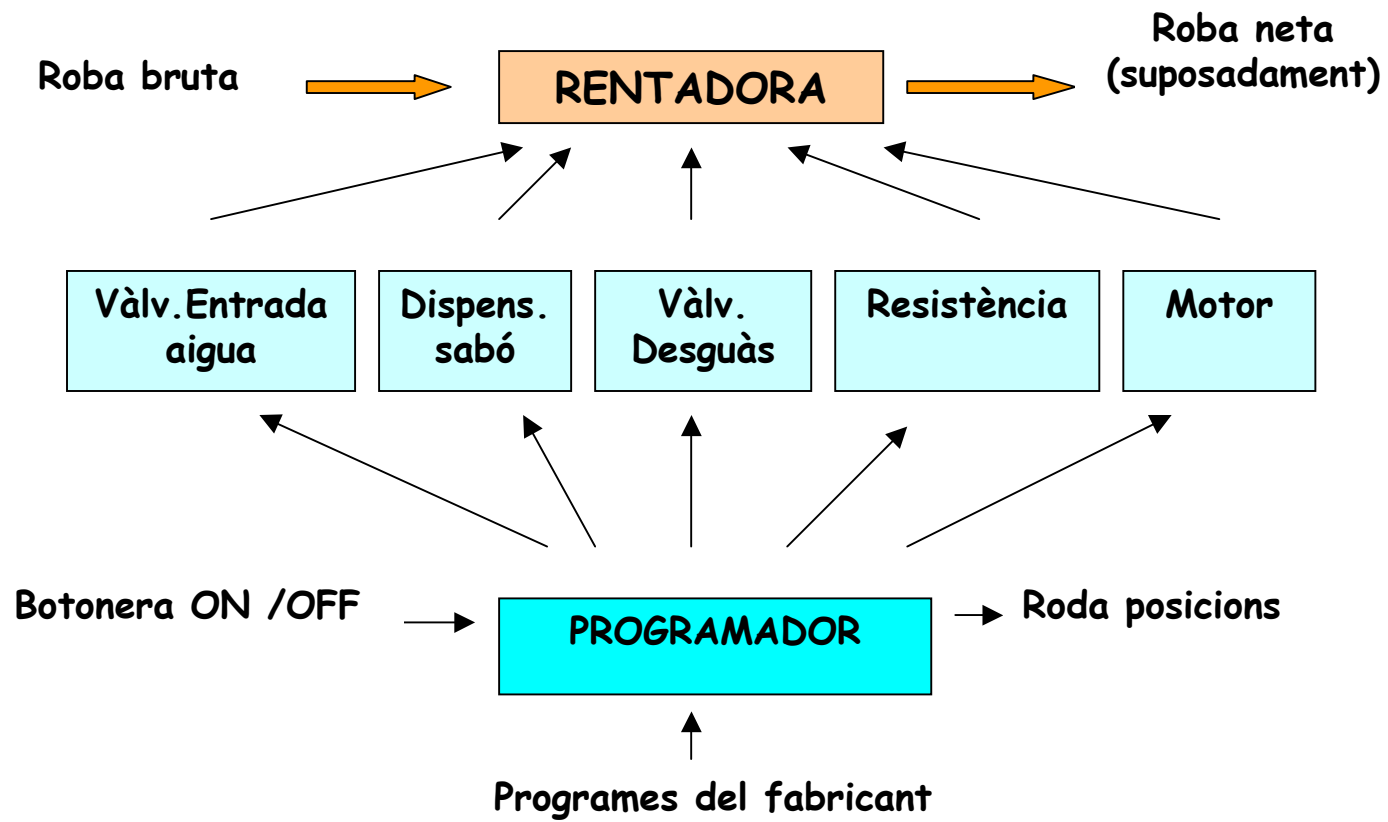 Roba bruta
RENTADORA
Roba neta
(suposadament)
Vàlv.Entrada
aigua
Dispens.
sabó
Vàlv.
Desguàs
Resistència
Motor
Botonera ON /OFF
PROGRAMADOR
Roda posicions
Programes del fabricant